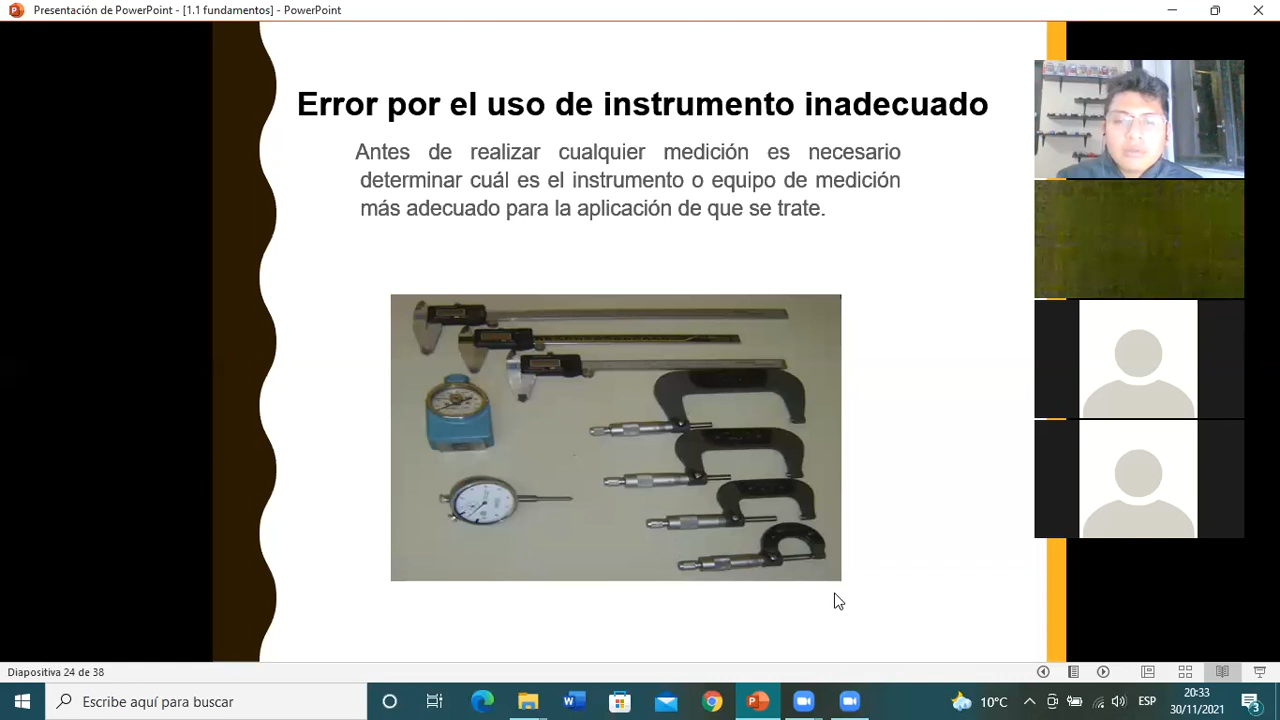 Presentación de PowerPoint - [1.1 fundamentos] - PowerPoint
Error por el uso de instrumento inadecuado
Antes de realizar cualquier medición es necesario
determinar cuál es el instrumento o equipo de medición
más adecuado para la aplicación de que se trate.
Diapositiva 24 de 38
Escribe aquí para buscar
10°C
ESP
20:33
30/11/2021
3